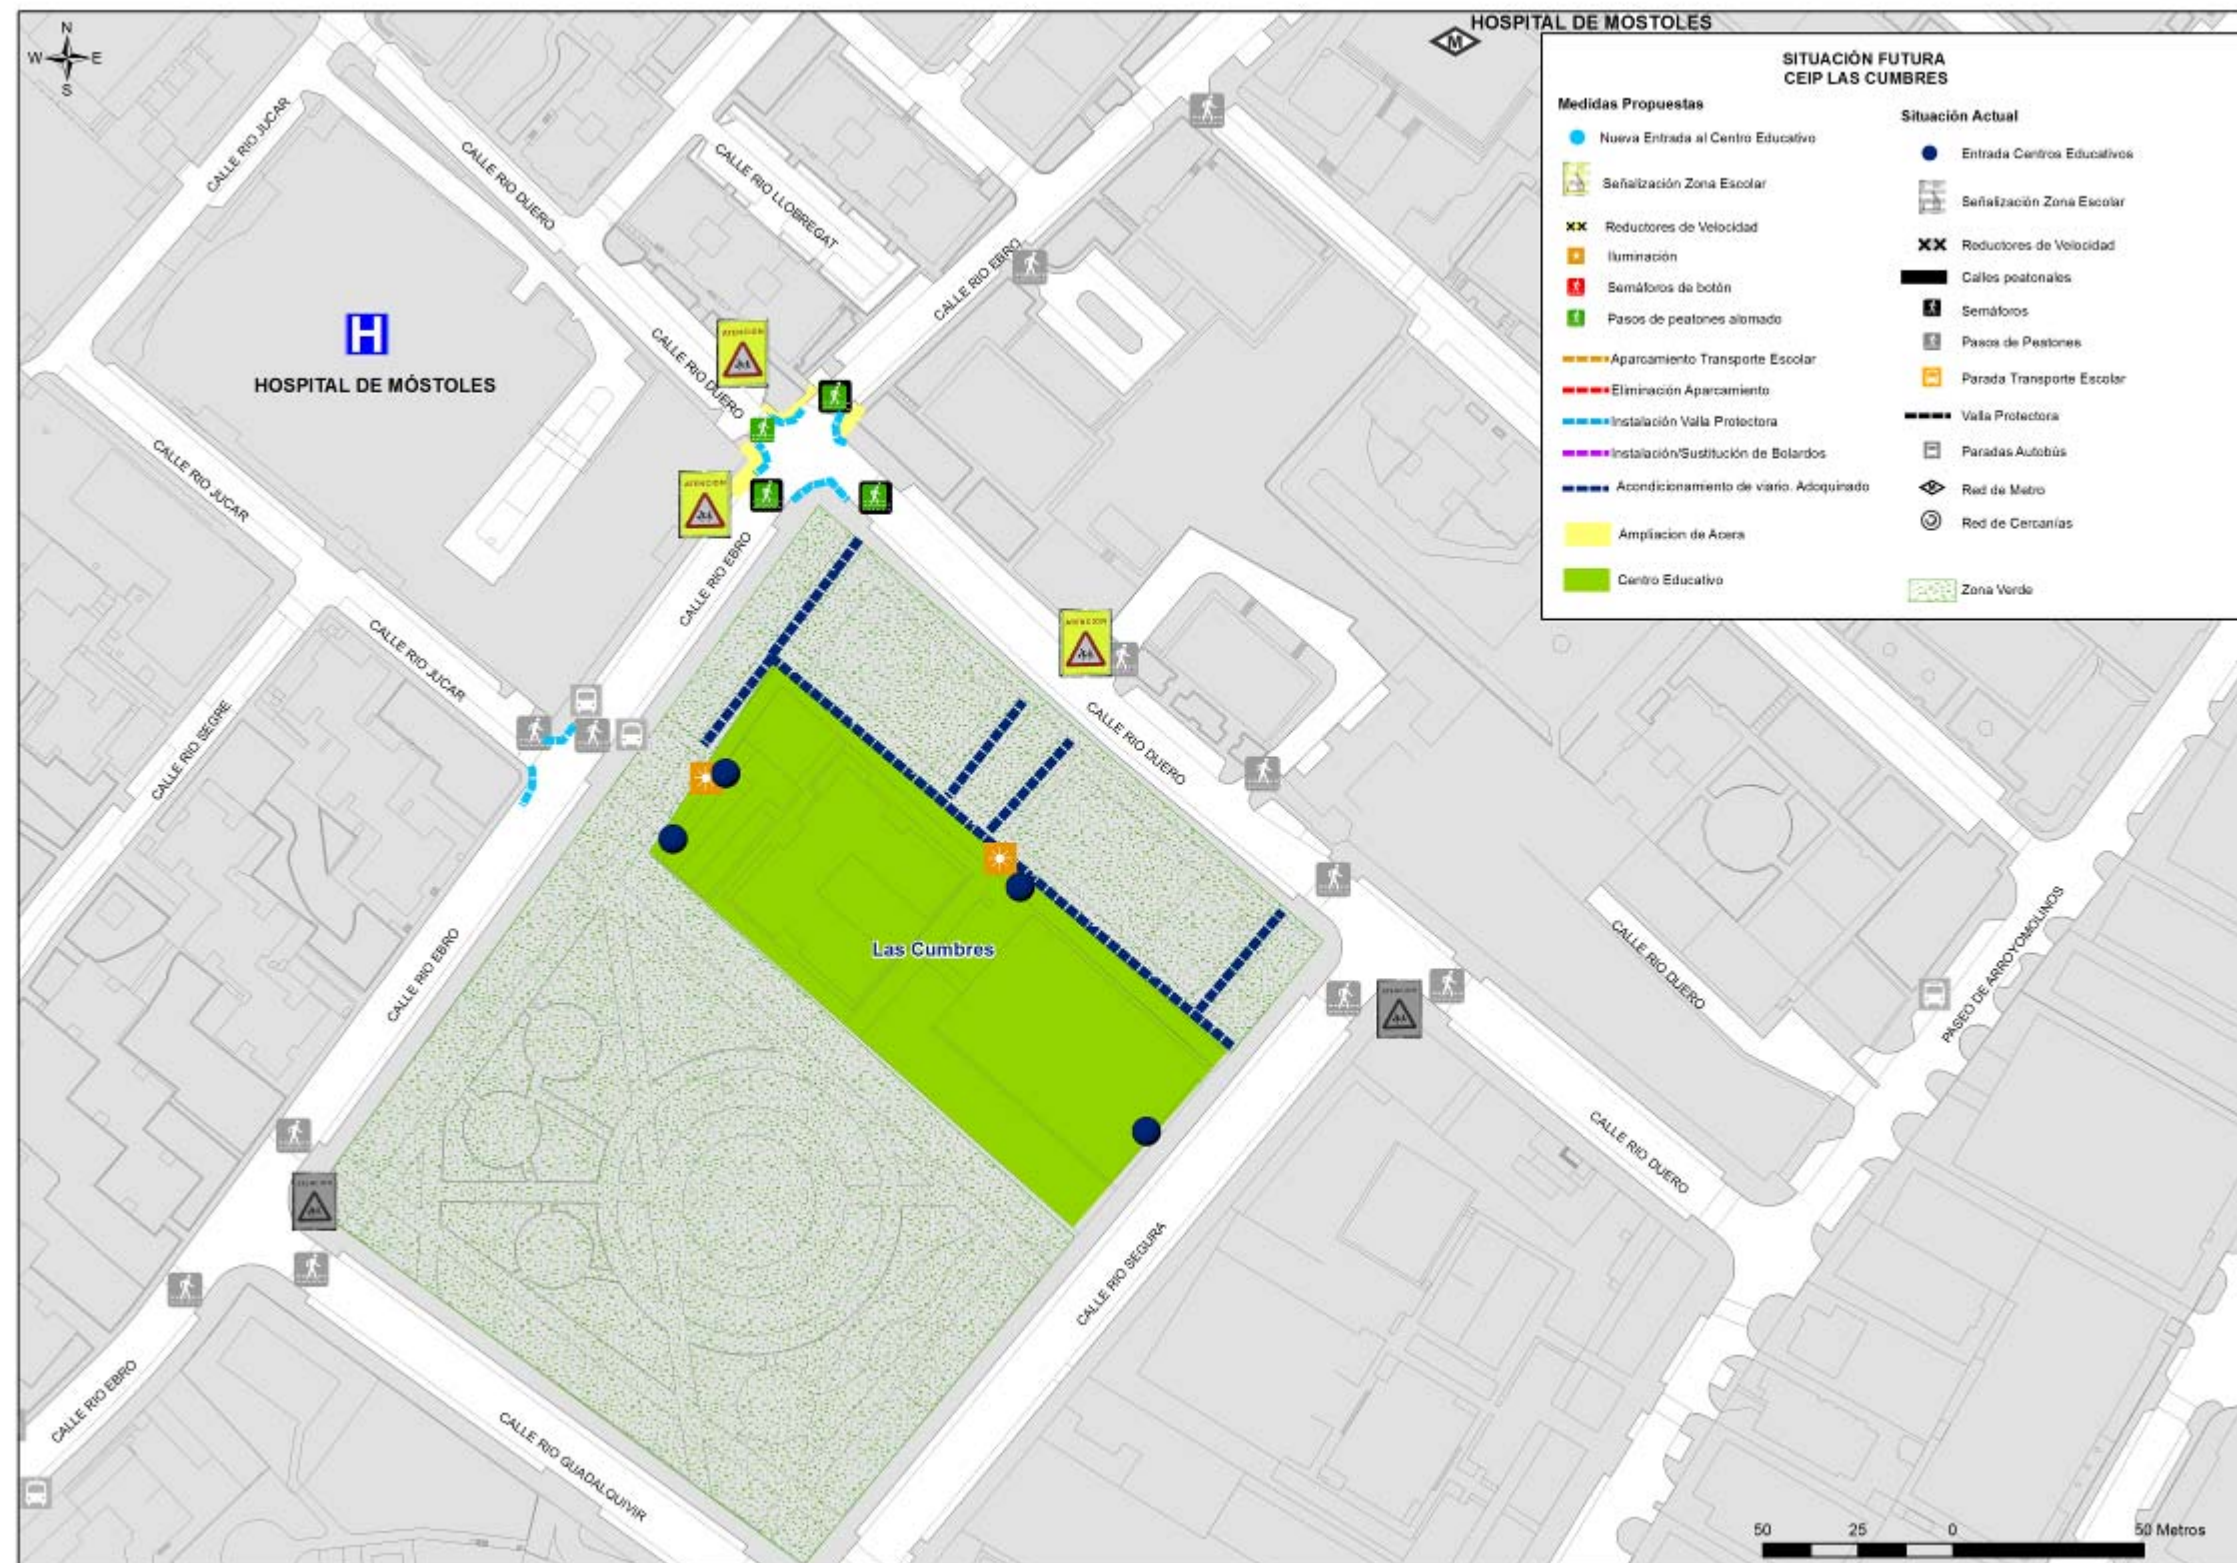 HOSPITAL DE MÓSTOLES
M
N
W E
S
SITUACIÓN FUTURA
CEIP LAS CUMBRES
Medidas Propuestas
Nueva Entrada al Centro Educativo
Señalización Zona Escolar
Reductores de Velocidad
Iluminación
Semáforos de botón
Pasos de peatones alomado
Aparcamiento Transporte Escolar
Eliminación Aparcamiento
Instalación Valla Protectora
Instalación/Sustitución de Bolardos
Acondicionamiento de viario. Adoquinado
Ampliacion de Acera
Centro Educativo
Situación Actual
Entrada Centros Educativos
Señalización Zona Escolar
Reductores de Velocidad
Calles peatonales
Semáforos
Pasos de Peatones
Parada Transporte Escolar
Valla Protectora
Paradas Autobús
Red de Metro
Red de Cercanías
Zona Verde
CALLE RIO JUCAR
CALLE RIO DUERO
CALLE RIO LLOBREGAT
CALLE RIO EBRO
H
HOSPITAL DE MÓSTOLES
CALLE RIO DUERO
ATENCION
ATENCION
CALLE RIO JUCAR
CALLE RIO EBRO
ATENCION
CALLE RIO JUCAR
CALLE RIO SEGRE
CALLE RIO DUERO
CALLE RIO EBRO
Las Cumbres
CALLE RIO DUERO
PASEO DE ARROYOMOLINOS
ATENCION
CALLE RIO DUERO
ATENCION
CALLE RIO SEGURA
CALLE RIO EBRO
CALLE RIO GUADALQUIVIR
50 25 0 50 Metros